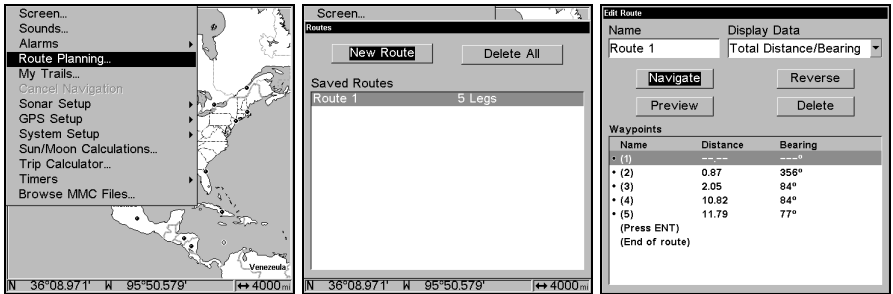 Screen...
Sounds...
Alarms
Route Planning...
My Trails...
Cancel Navigation
Sonar Setup
GPS Setup
System Setup
Sun/Moon Calculations...
Trip Calculator...
Timers
Browse MMC Files...
Venezuela
N 36°08.971' W 95°50.579' 4000 mi
Screen...
Routes
New Route Delete All
Saved Routes
Route 1 5 Legs
N 36°08.971' W 95°50.579' 4000 mi
Edit Route
Name Display Data
Route 1 Total Distance/Bearing
Navigate Reverse
Preview Delete
Waypoints
Name Distance Bearing
(1) --.-- ---°
(2) 0.87 356°
(3) 2.05 84°
(4) 10.82 84°
(5) 11.79 77°
(Press ENT)
(End of route)